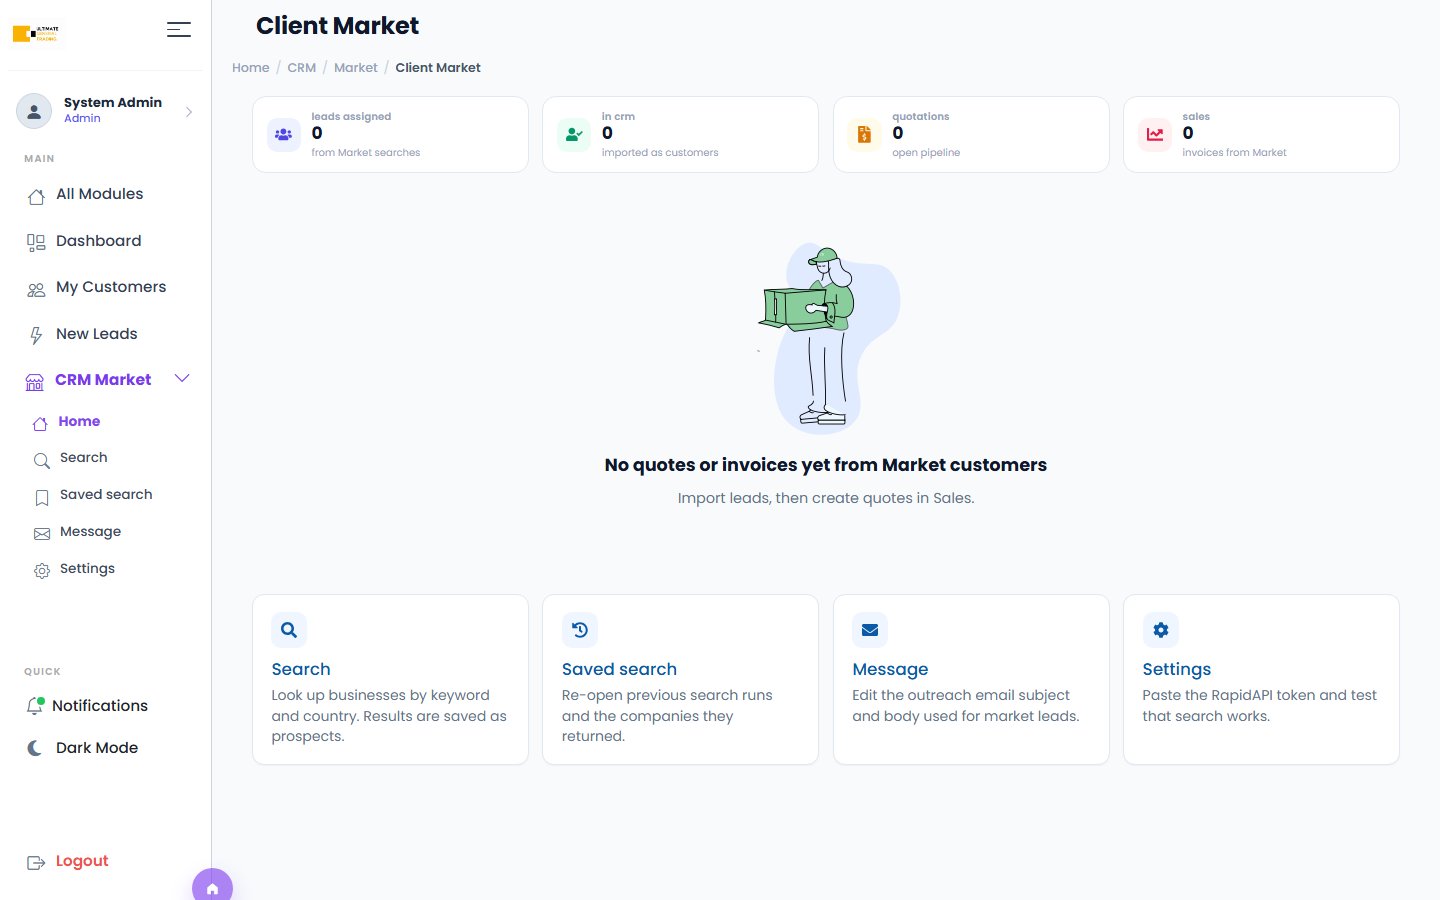 ULTIMATE
TRADING
Client Market
Home / CRM / Market / Client Market
System Admin
Admin
MAIN
All Modules
Dashboard
My Customers
New Leads
CRM Market
Home
Search
Saved search
Message
Settings
QUICK
Notifications
Dark Mode
Logout
leads assigned
0
from Market searches
in crm
0
imported as customers
quotations
0
open pipeline
sales
0
invoices from Market
No quotes or invoices yet from Market customers
Import leads, then create quotes in Sales.
Search
Look up businesses by keyword
and country. Results are saved as
prospects.
Saved search
Re-open previous search runs
and the companies they
returned.
Message
Edit the outreach email subject
and body used for market leads.
Settings
Paste the RapidAPI token and test
that search works.